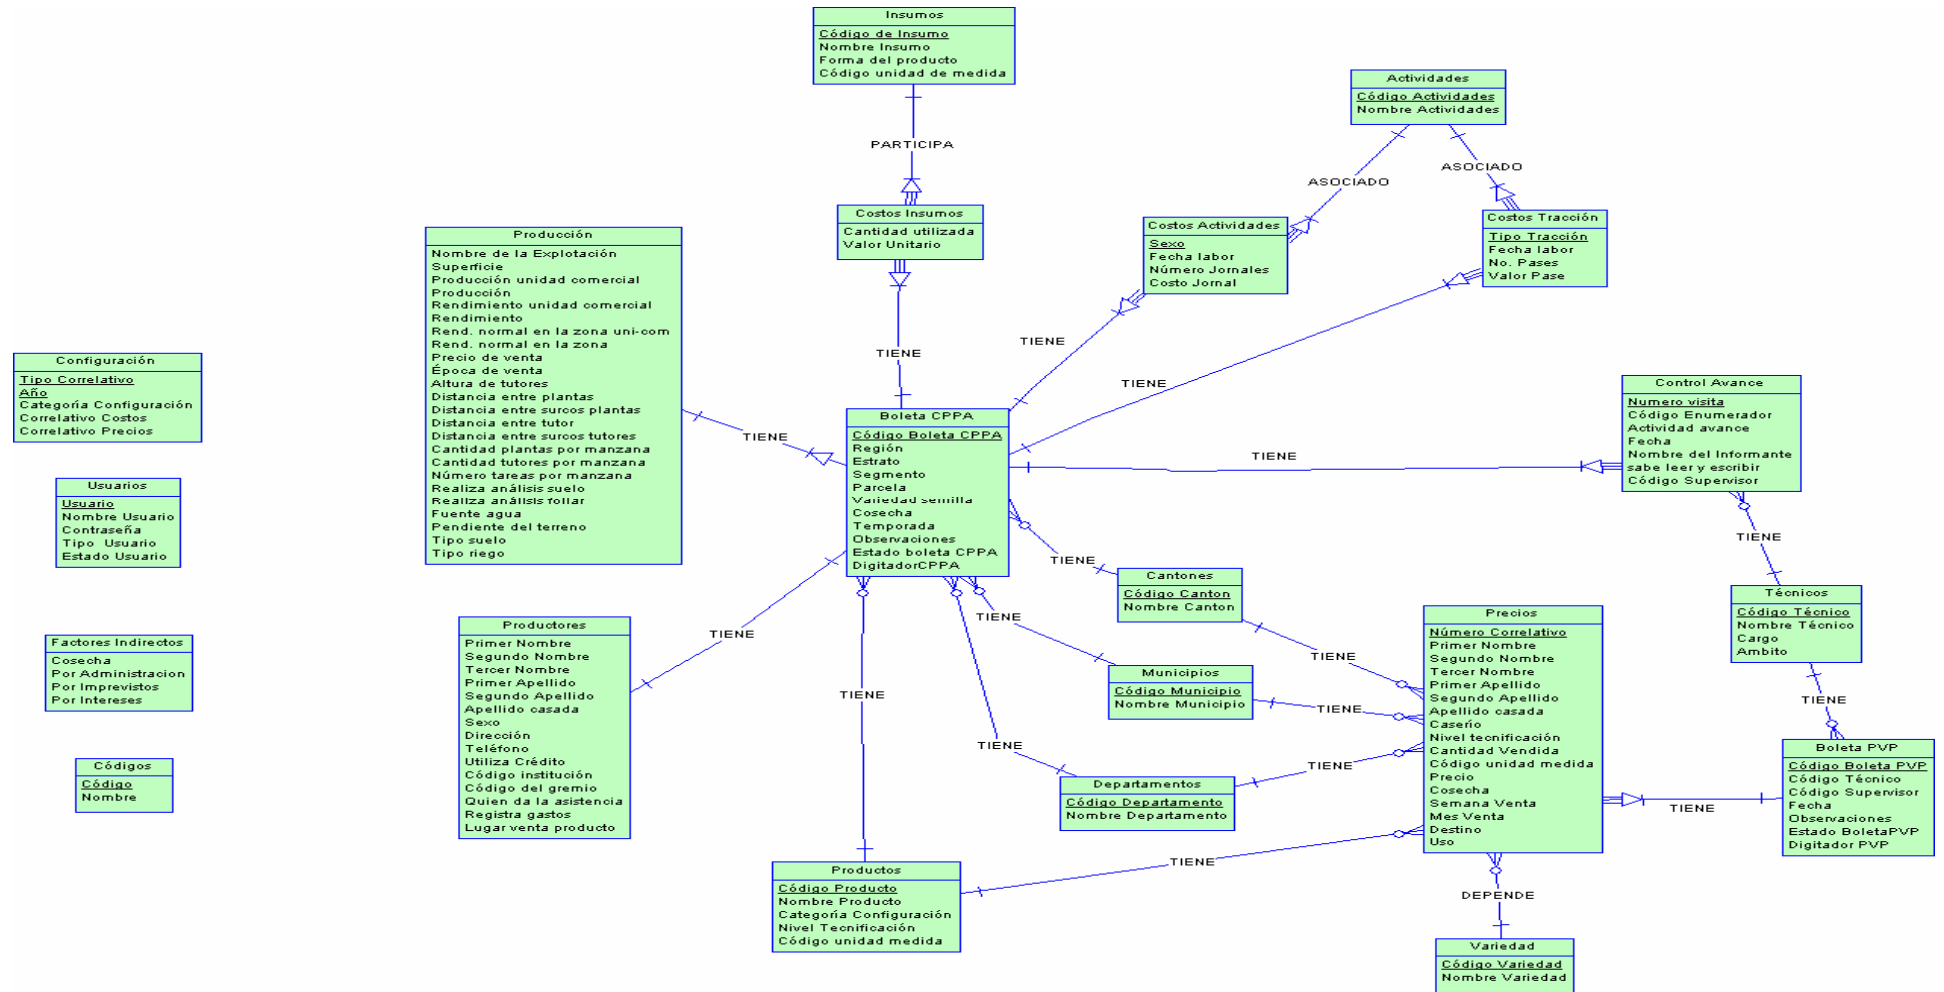 Insumos
Código de Insumo
Nombre Insumo
Forma del producto
Código unidad de medida
PARTICIPA
Actividades
Código Actividades
Nombre Actividades
ASOCIADO
ASOCIADO
Costos Insumos
Cantidad utilizada
Valor Unitario
TIENE
Costos Actividades
Sexo
Fecha labor
Número Jornales
Costo Jornal
TIENE
Costos Tracción
Tipo Tracción
Fecha labor
No. Pases
Valor Pase
TIENE
Producción
Nombre de la Explotación
Superficie
Producción unidad comercial
Producción
Rendimiento unidad comercial
Rendimiento
Rend. normal en la zona uni-com
Rend. normal en la zona
Precio de venta
Época de venta
Altura de tutores
Distancia entre plantas
Distancia entre surcos plantas
Distancia entre tutor
Distancia entre surcos tutores
Cantidad plantas por manzana
Cantidad tutores por manzana
Número tareas por manzana
Realiza análisis suelo
Realiza análisis foliar
Fuente agua
Pendiente del terreno
Tipo suelo
Tipo riego
TIENE
Configuración
Tipo Correlativo
Año
Categoría Configuración
Correlativo Costos
Correlativo Precios
Usuarios
Usuario
Nombre Usuario
Contraseña
Tipo Usuario
Estado Usuario
Factores Indirectos
Cosecha
Por Administracion
Por Imprevistos
Por Intereses
Códigos
Código
Nombre
Boleta CPPA
Código Boleta CPPA
Región
Estrato
Segmento
Parcela
Variedad semilla
Cosecha
Temporada
Observaciones
Estado boleta CPPA
DigitadorCPPA
TIENE
Control Avance
Numero visita
Código Enumerador
Actividad avance
Fecha
Nombre del Informante
sabe leer y escribir
Código Supervisor
TIENE
Técnicos
Código Técnico
Nombre Técnico
Cargo
Ambito
TIENE
Boleta PVP
Código Boleta PVP
Código Técnico
Código Supervisor
Fecha
Observaciones
Estado BoletaPVP
Digitador PVP
TIENE
Productores
Primer Nombre
Segundo Nombre
Tercer Nombre
Primer Apellido
Segundo Apellido
Apellido casada
Sexo
Dirección
Teléfono
Utiliza Crédito
Código institución
Código del gremio
Quien da la asistencia
Registra gastos
Lugar venta producto
TIENE
TIENE
Cantones
Código Canton
Nombre Canton
TIENE
TIENE
Municipios
Código Municipio
Nombre Municipio
TIENE
TIENE
Departamentos
Código Departamento
Nombre Departamento
TIENE
TIENE
Productos
Código Producto
Nombre Producto
Categoría Configuración
Nivel Tecnificación
Código unidad medida
TIENE
Precios
Número Correlativo
Primer Nombre
Segundo Nombre
Tercer Nombre
Primer Apellido
Segundo Apellido
Apellido casada
Caserío
Nivel tecnificación
Cantidad Vendida
Código unidad medida
Precio
Cosecha
Semana Venta
Mes Venta
Destino
Uso
DEPENDE
Variedad
Código Variedad
Nombre Variedad